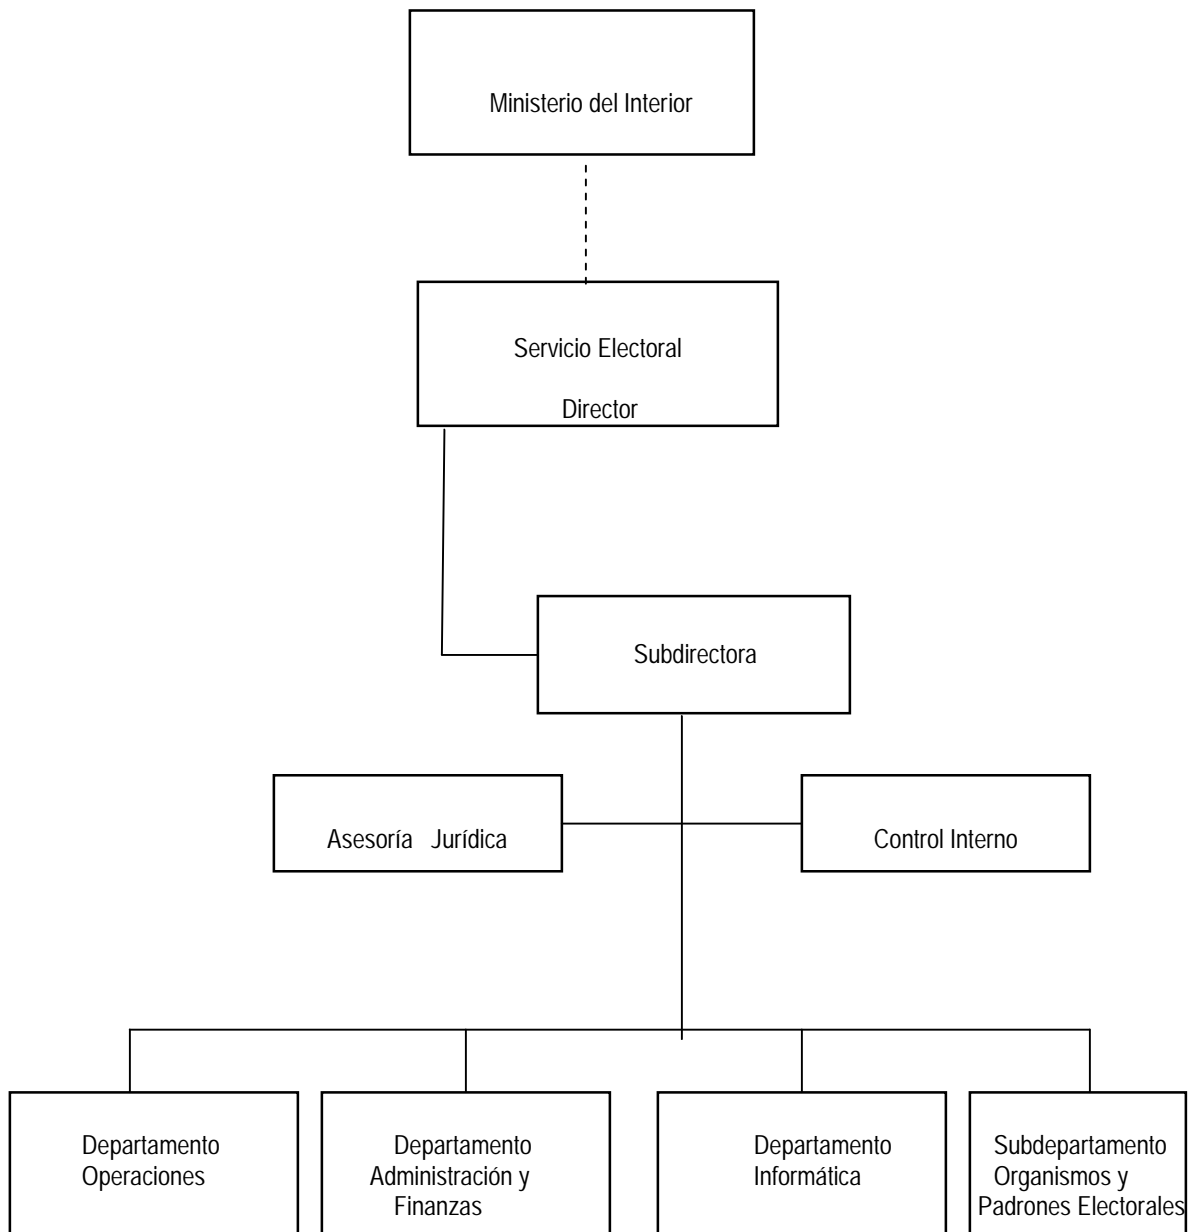 Ministerio del Interior
Servicio Electoral
Director
Subdirectora
Asesoría Jurídica
Control Interno
Departamento
Operaciones
Departamento
Administración y
Finanzas
Departamento
Informática
Subdepartamento
Organismos y
Padrones Electorales